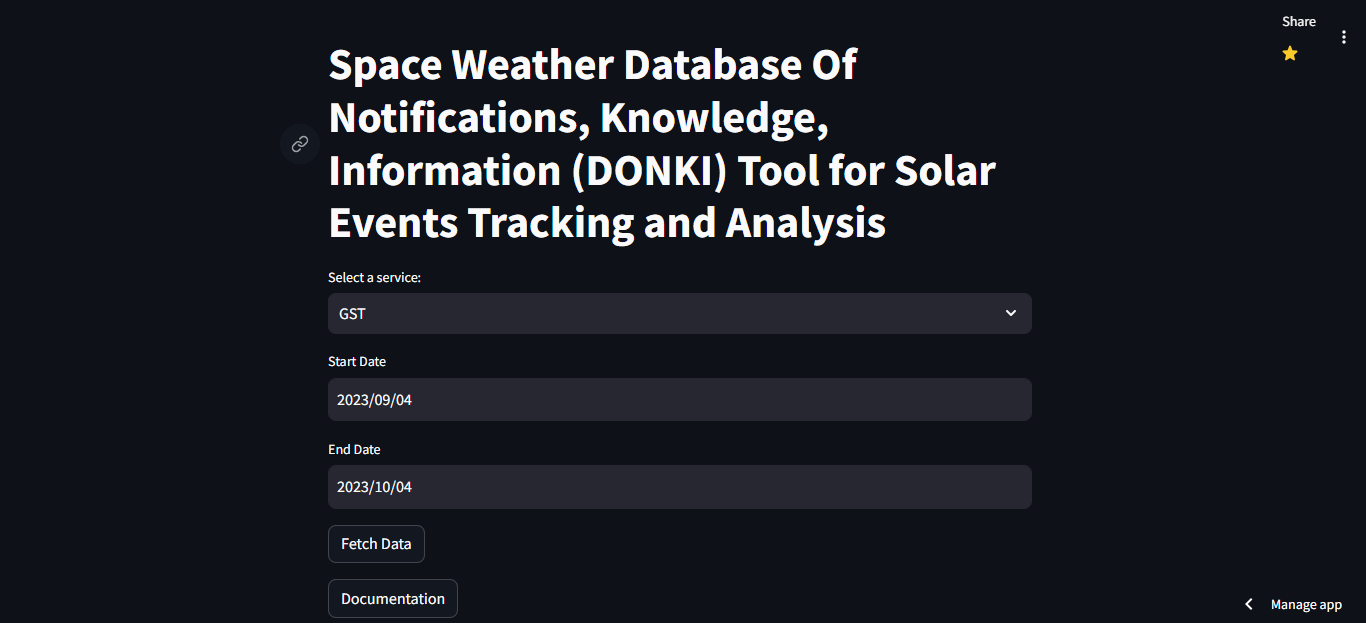 Share
Space Weather Database Of
Notifications, Knowledge,
Information (DONKI) Tool for Solar
Events Tracking and Analysis
Select a service:
GST
Start Date
2023/09/04
End Date
2023/10/04
Fetch Data
Documentation
Manage app